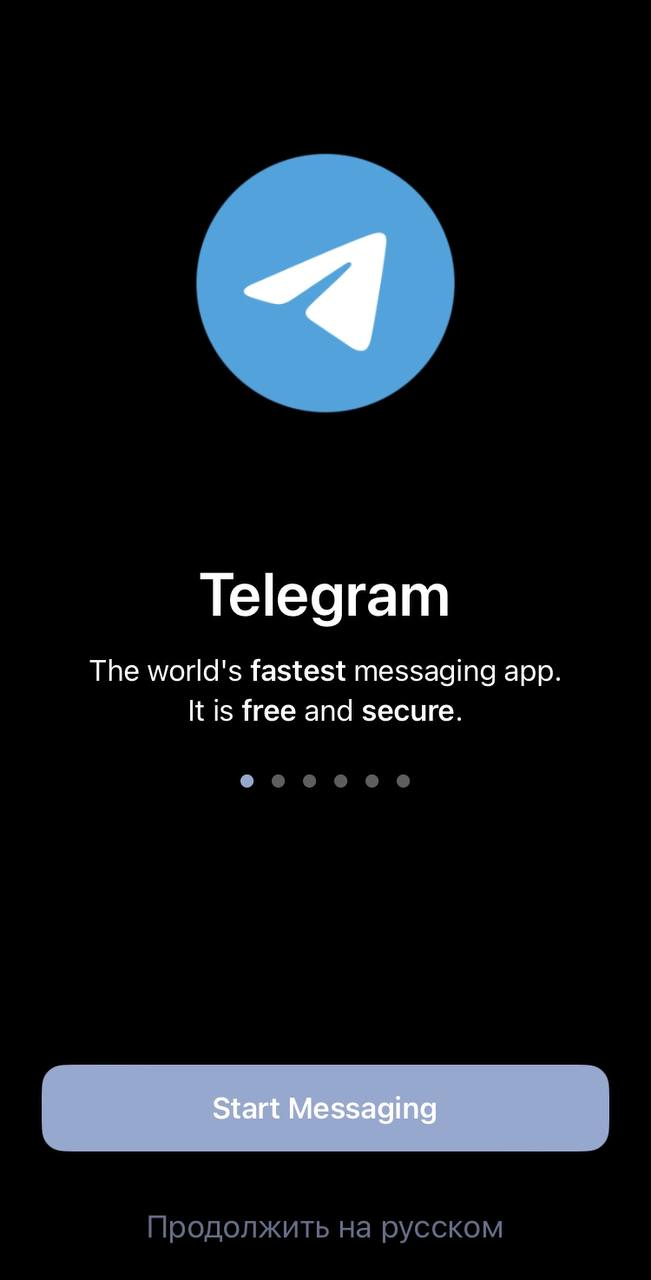 Telegram
The world's fastest messaging app.
It is free and secure.
Start Messaging
Продолжить на русском